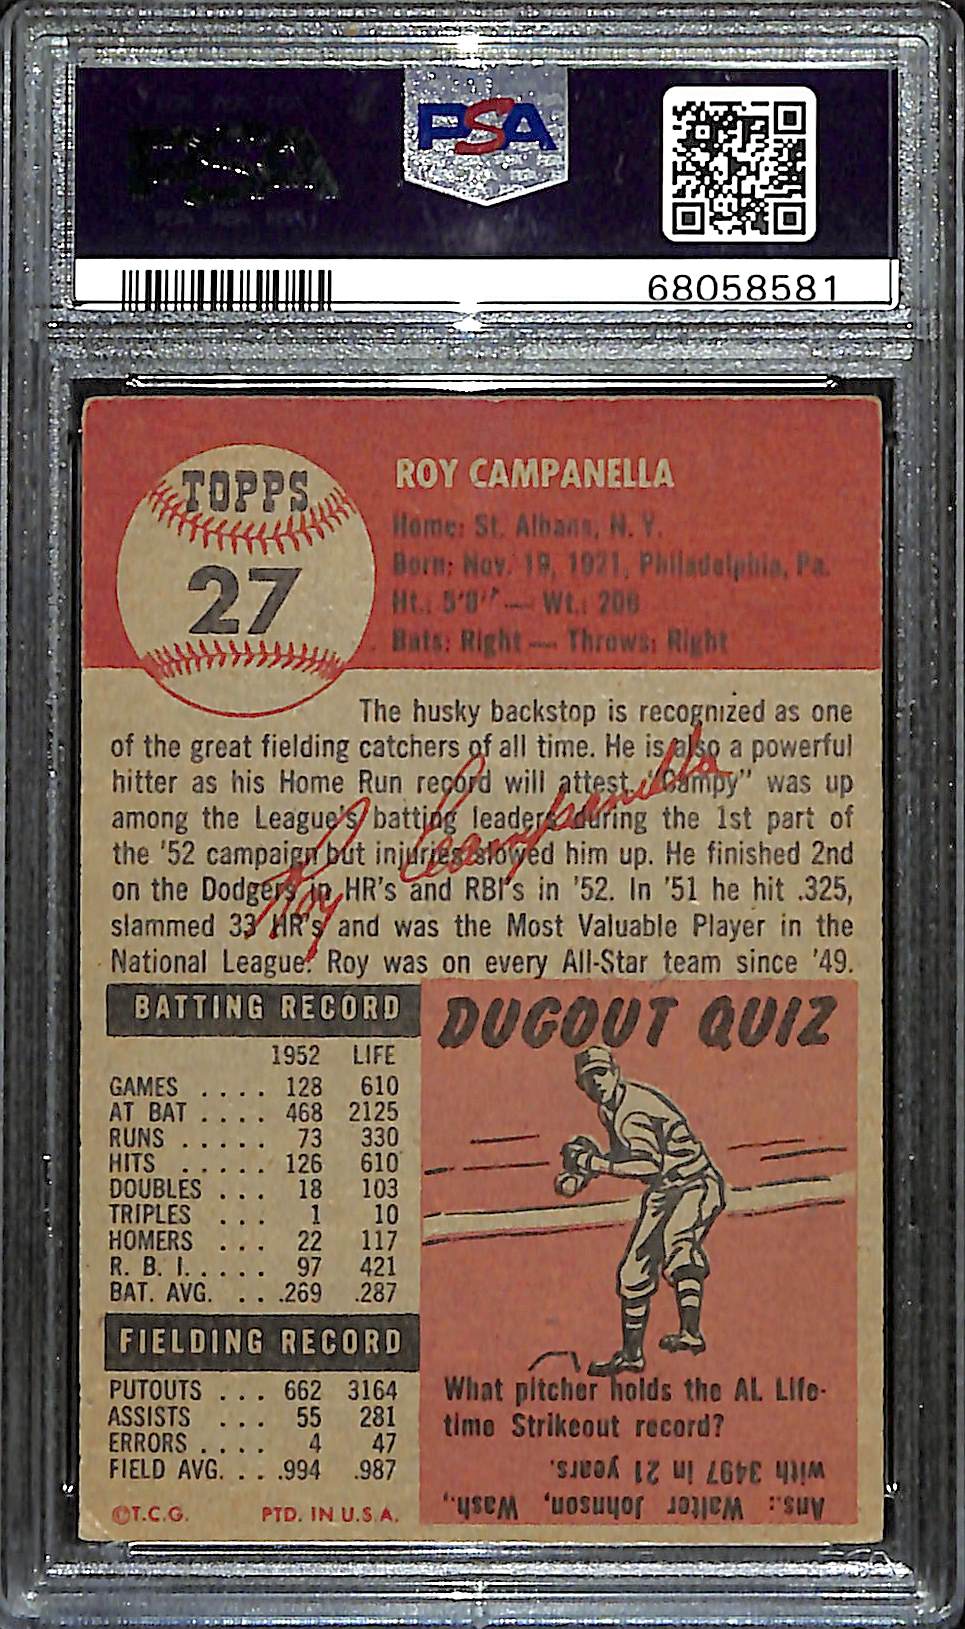 PSA
PSA
68058581
TOPPS
27
ROY CAMPANELLA
Home: St. Albans, N. Y.
Born: Nov. 19, 1921, Philadelphia, Pa.
Ht.: 5'8" — Wt.: 206
Bats: Right — Throws: Right
The husky backstop is recognized as one
of the great fielding catchers of all time. He is also a powerful
hitter as his Home Run record will attest. "Campy" was up
among the League's batting leaders during the 1st part of
the '52 campaign but injuries slowed him up. He finished 2nd
on the Dodgers in HR's and RBI's in '52. In '51 he hit .325,
slammed 33 HR's and was the Most Valuable Player in the
National League. Roy was on every All-Star team since '49.
Roy Campanella
BATTING RECORD
1952 LIFE
GAMES .... 128 610
AT BAT .... 468 2125
RUNS ..... 73 330
HITS ..... 126 610
DOUBLES ... 18 103
TRIPLES ... 1 10
HOMERS ... 22 117
R. B. I. .... 97 421
BAT. AVG. ... .269 .287
FIELDING RECORD
PUTOUTS ... 662 3164
ASSISTS ... 55 281
ERRORS .... 4 47
FIELD AVG. ... .994 .987
©T.C.G. PTD. IN U.S.A.
DUGOUT QUIZ
What pitcher holds the AL Life-
time Strikeout record?
Ans.: Walter Johnson, Wash.,
with 3497 in 21 years.